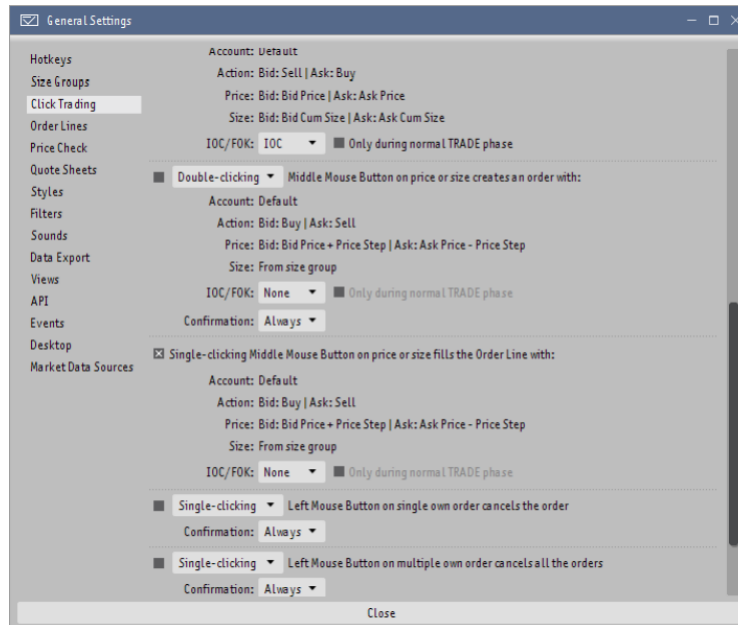 General Settings
Hotkeys
Size Groups
Click Trading
Order Lines
Price Check
Quote Sheets
Styles
Filters
Sounds
Data Export
Views
API
Events
Desktop
Market Data Sources
Account: Default
Action: Bid: Sell | Ask: Buy
Price: Bid: Bid Price | Ask: Ask Price
Size: Bid: Bid Cum Size | Ask: Ask Cum Size
IOC/FOK: IOC Only during normal TRADE phase
Double-clicking Middle Mouse Button on price or size creates an order with:
Account: Default
Action: Bid: Buy | Ask: Sell
Price: Bid: Bid Price + Price Step | Ask: Ask Price - Price Step
Size: From size group
IOC/FOK: None Only during normal TRADE phase
Confirmation: Always
Single-clicking Middle Mouse Button on price or size fills the Order Line with:
Account: Default
Action: Bid: Buy | Ask: Sell
Price: Bid: Bid Price + Price Step | Ask: Ask Price - Price Step
Size: From size group
IOC/FOK: None Only during normal TRADE phase
Single-clicking Left Mouse Button on single own order cancels the order
Confirmation: Always
Single-clicking Left Mouse Button on multiple own order cancels all the orders
Confirmation: Always
Close